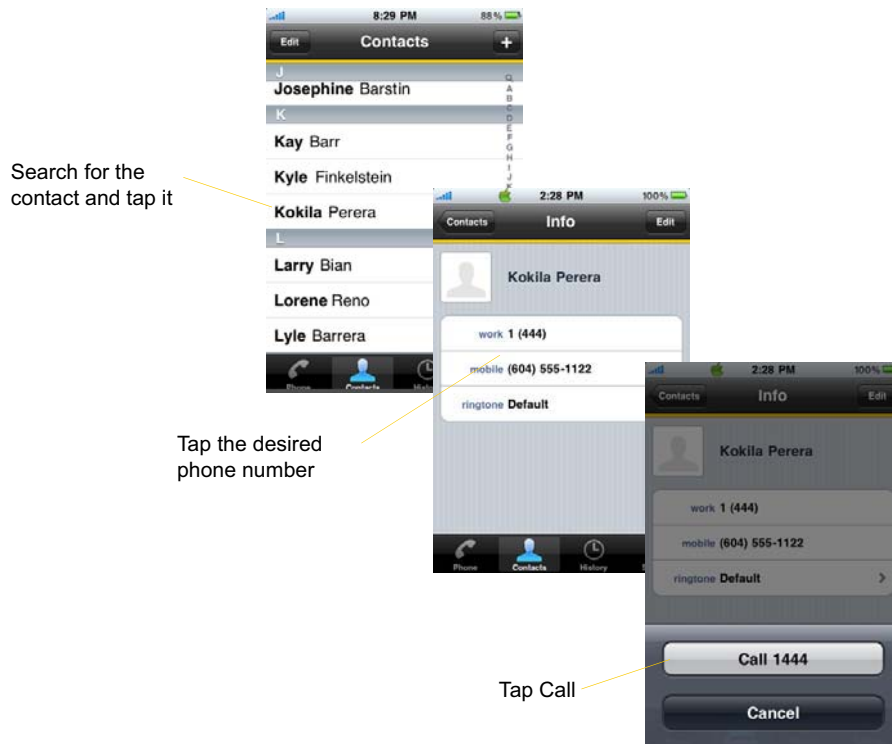 8:29 PM 88%
Edit Contacts +
J
Josephine Barstin
K
Kay Barr
Kyle Finkelstein
Kokila Perera
L
Larry Bian
Lorene Reno
Lyle Barrera
Q
A
B
C
D
E
F
G
H
I
J
Phone Contacts
Search for the
contact and tap it
2:28 PM 100%
Contacts Info Edit
Kokila Perera
work 1 (444)
mobile (604) 555-1122
ringtone Default
Phone Contacts History
Tap the desired
phone number
2:28 PM 100%
Contacts Info Edit
Kokila Perera
work 1 (444)
mobile (604) 555-1122
ringtone Default >
Call 1444
Cancel
Tap Call